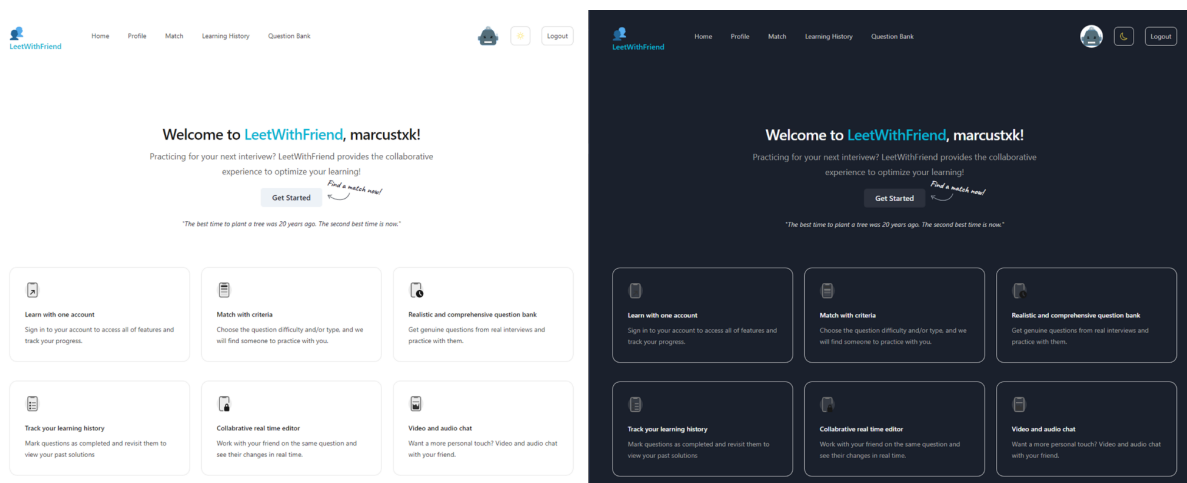 LeetWithFriend
Home Profile Match Learning History Question Bank
Logout
Welcome to LeetWithFriend, marcustxk!
Practicing for your next interivew? LeetWithFriend provides the collaborative
experience to optimize your learning!
Get Started
Find a match now!
"The best time to plant a tree was 20 years ago. The second best time is now."
Learn with one account
Sign in to your account to access all of features and
track your progress.
Match with criteria
Choose the question difficulty and/or type, and we
will find someone to practice with you.
Realistic and comprehensive question bank
Get genuine questions from real interviews and
practice with them.
Track your learning history
Mark questions as completed and revisit them to
view your past solutions
Collabrative real time editor
Work with your friend on the same question and
see their changes in real time.
Video and audio chat
Want a more personal touch? Video and audio chat
with your friend.
LeetWithFriend
Home Profile Match Learning History Question Bank
Logout
Welcome to LeetWithFriend, marcustxk!
Practicing for your next interivew? LeetWithFriend provides the collaborative
experience to optimize your learning!
Get Started
Find a match now!
"The best time to plant a tree was 20 years ago. The second best time is now."
Learn with one account
Sign in to your account to access all of features and
track your progress.
Match with criteria
Choose the question difficulty and/or type, and we
will find someone to practice with you.
Realistic and comprehensive question bank
Get genuine questions from real interviews and
practice with them.
Track your learning history
Mark questions as completed and revisit them to
view your past solutions
Collabrative real time editor
Work with your friend on the same question and
see their changes in real time.
Video and audio chat
Want a more personal touch? Video and audio chat
with your friend.